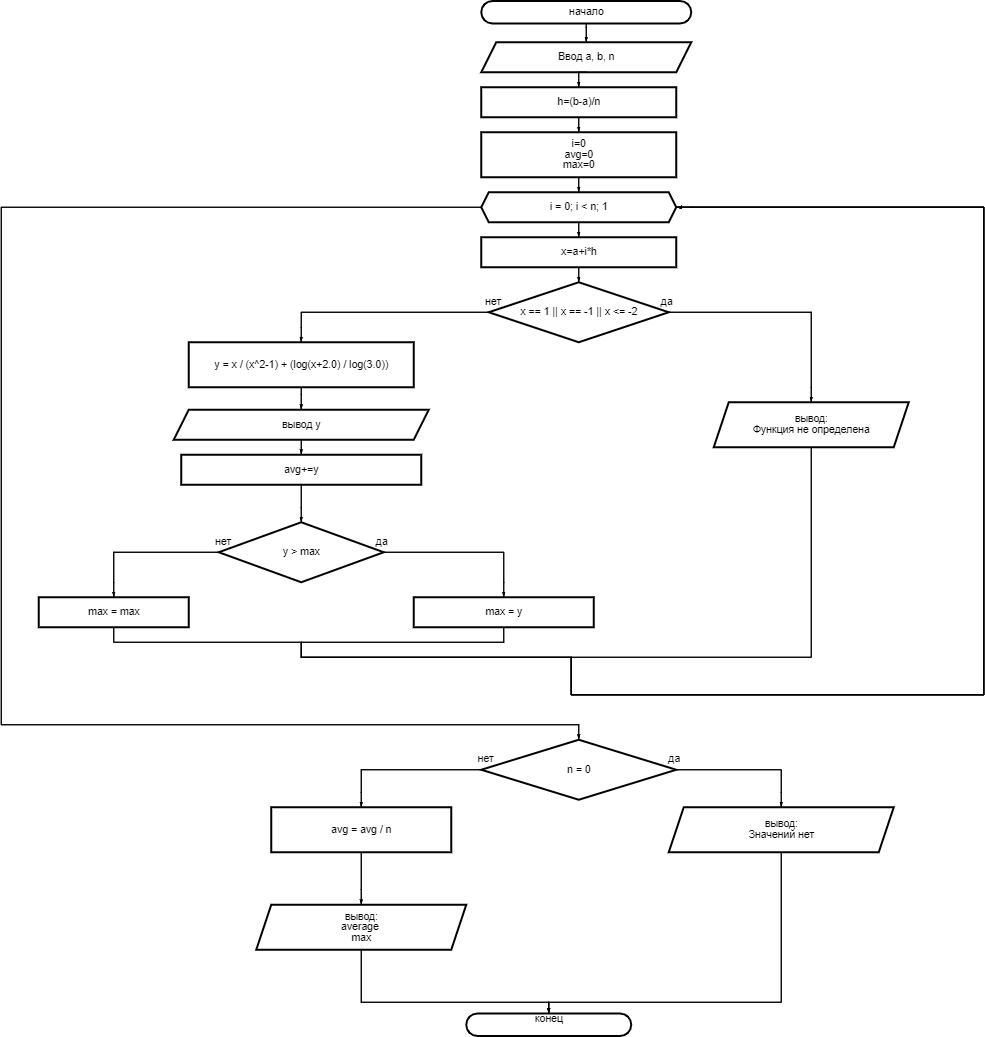 начало
Ввод a, b, n
h=(b-a)/n
i=0
avg=0
max=0
i = 0; i < n; 1
x=a+i*h
нет
x == 1 || x == -1 || x <= -2
да
y = x / (x^2-1) + (log(x+2.0) / log(3.0))
вывод:
Функция не определена
вывод y
avg+=y
нет
y > max
да
max = max
max = y
нет
n = 0
да
avg = avg / n
вывод:
Значений нет
вывод:
average
max
конец